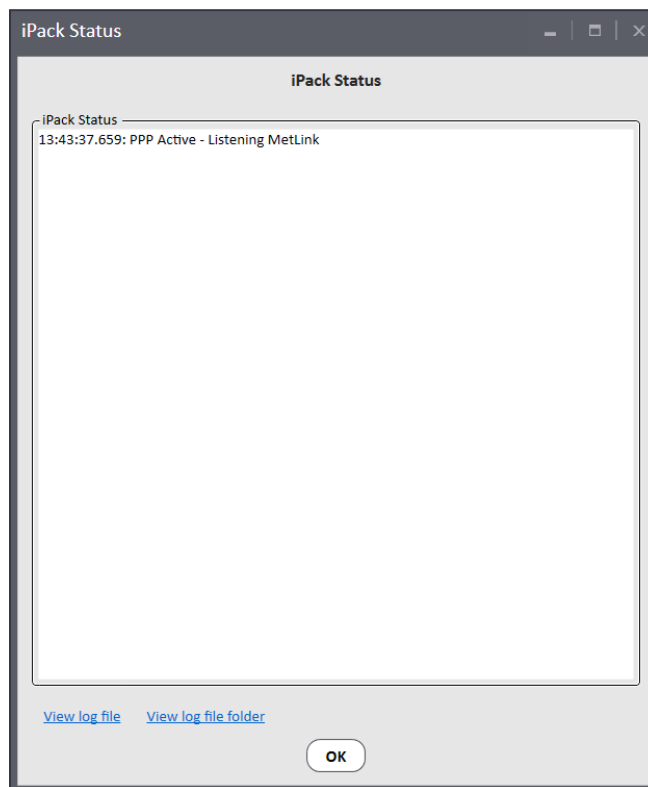 iPack Status
iPack Status
iPack Status
13:43:37.659: PPP Active - Listening MetLink
View log file View log file folder
OK